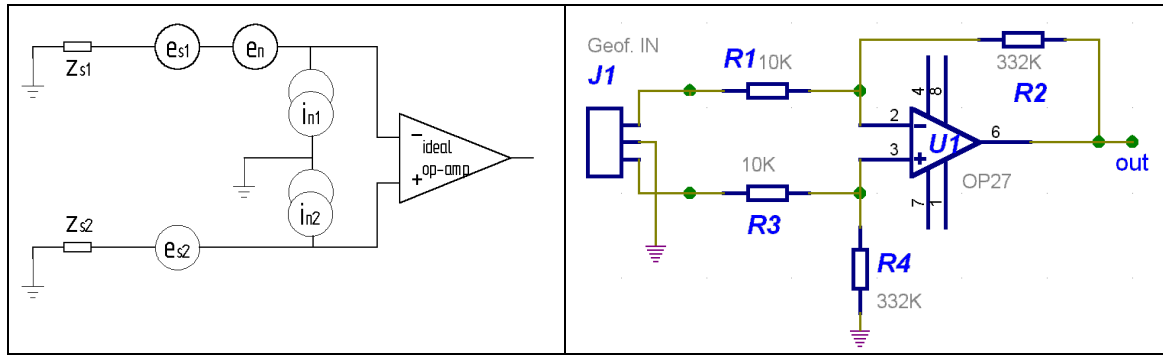 Zs1
es1
en
in1
ideal
op-amp
−
+
in2
Zs2
es2
Geof. IN
J1
R1
10K
332K
R2
4
8
2
−
U1
6
3
+
out
OP27
10K
R3
7
1
R4
332K